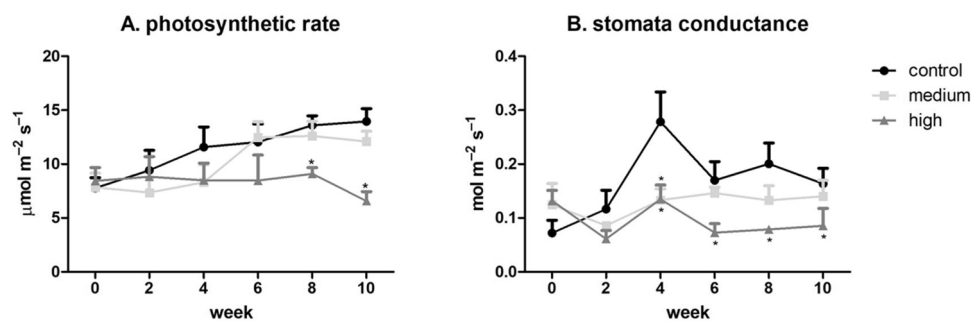 A. photosynthetic rate
μmol m⁻² s⁻¹
20
15
10
5
0
0 2 4 6 8 10
week
* *
B. stomata conductance
mol m⁻² s⁻¹
0.4
0.3
0.2
0.1
0.0
0 2 4 6 8 10
week
* * * * *
control
medium
high